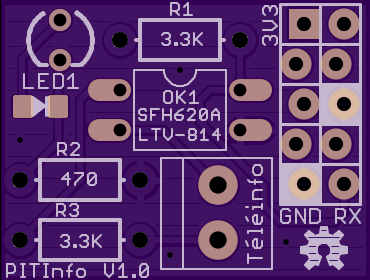 R1
3V3
3.3K
LED1
OK1
SFH620A
LTV-814
R2
470
Téléinfo
R3
3.3K
GND RX
PITInfo V1.0